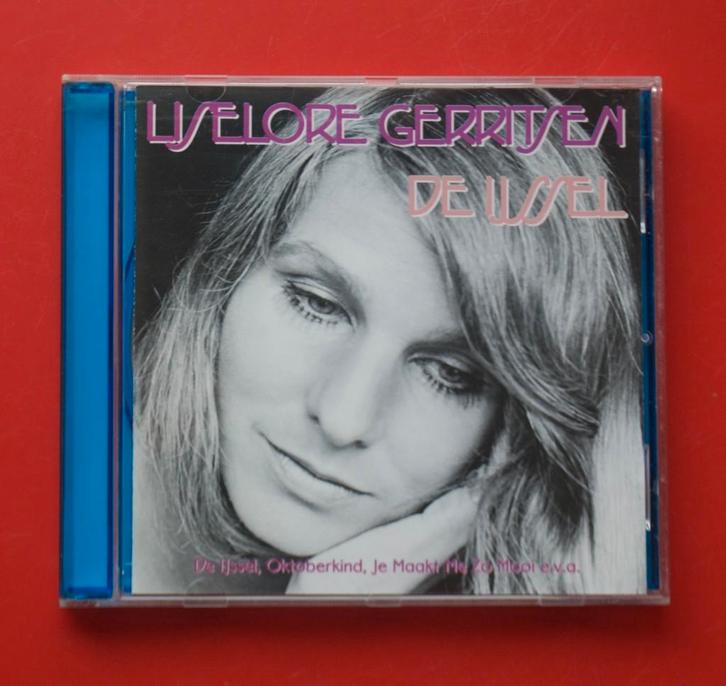 LISELORE GERRITSEN
DE IJSSEL
De IJssel, Oktoberkind, Je Maakt Me Zo Mooi e.v.a.